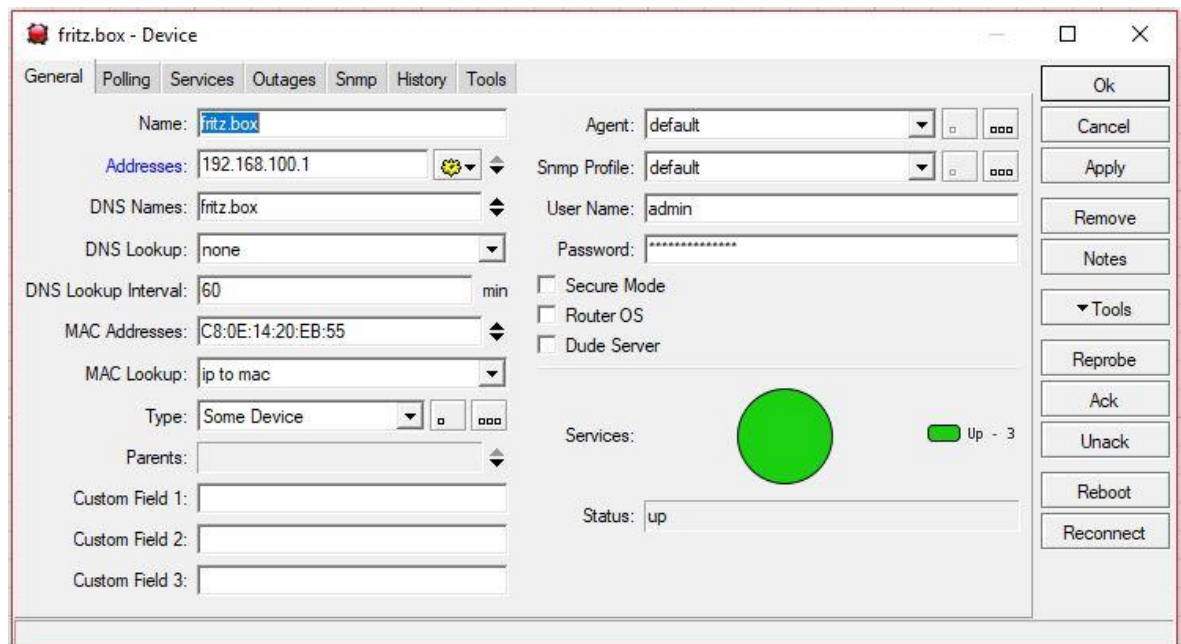 fritz.box - Device
General Polling Services Outages Snmp History Tools
Name: fritz.box
Addresses: 192.168.100.1
DNS Names: fritz.box
DNS Lookup: none
DNS Lookup Interval: 60 min
MAC Addresses: C8:0E:14:20:EB:55
MAC Lookup: ip to mac
Type: Some Device
Parents:
Custom Field 1:
Custom Field 2:
Custom Field 3:
Agent: default
Snmp Profile: default
User Name: admin
Password: **************
Secure Mode
Router OS
Dude Server
Services: Up - 3
Status: up
Ok
Cancel
Apply
Remove
Notes
Tools
Reprobe
Ack
Unack
Reboot
Reconnect